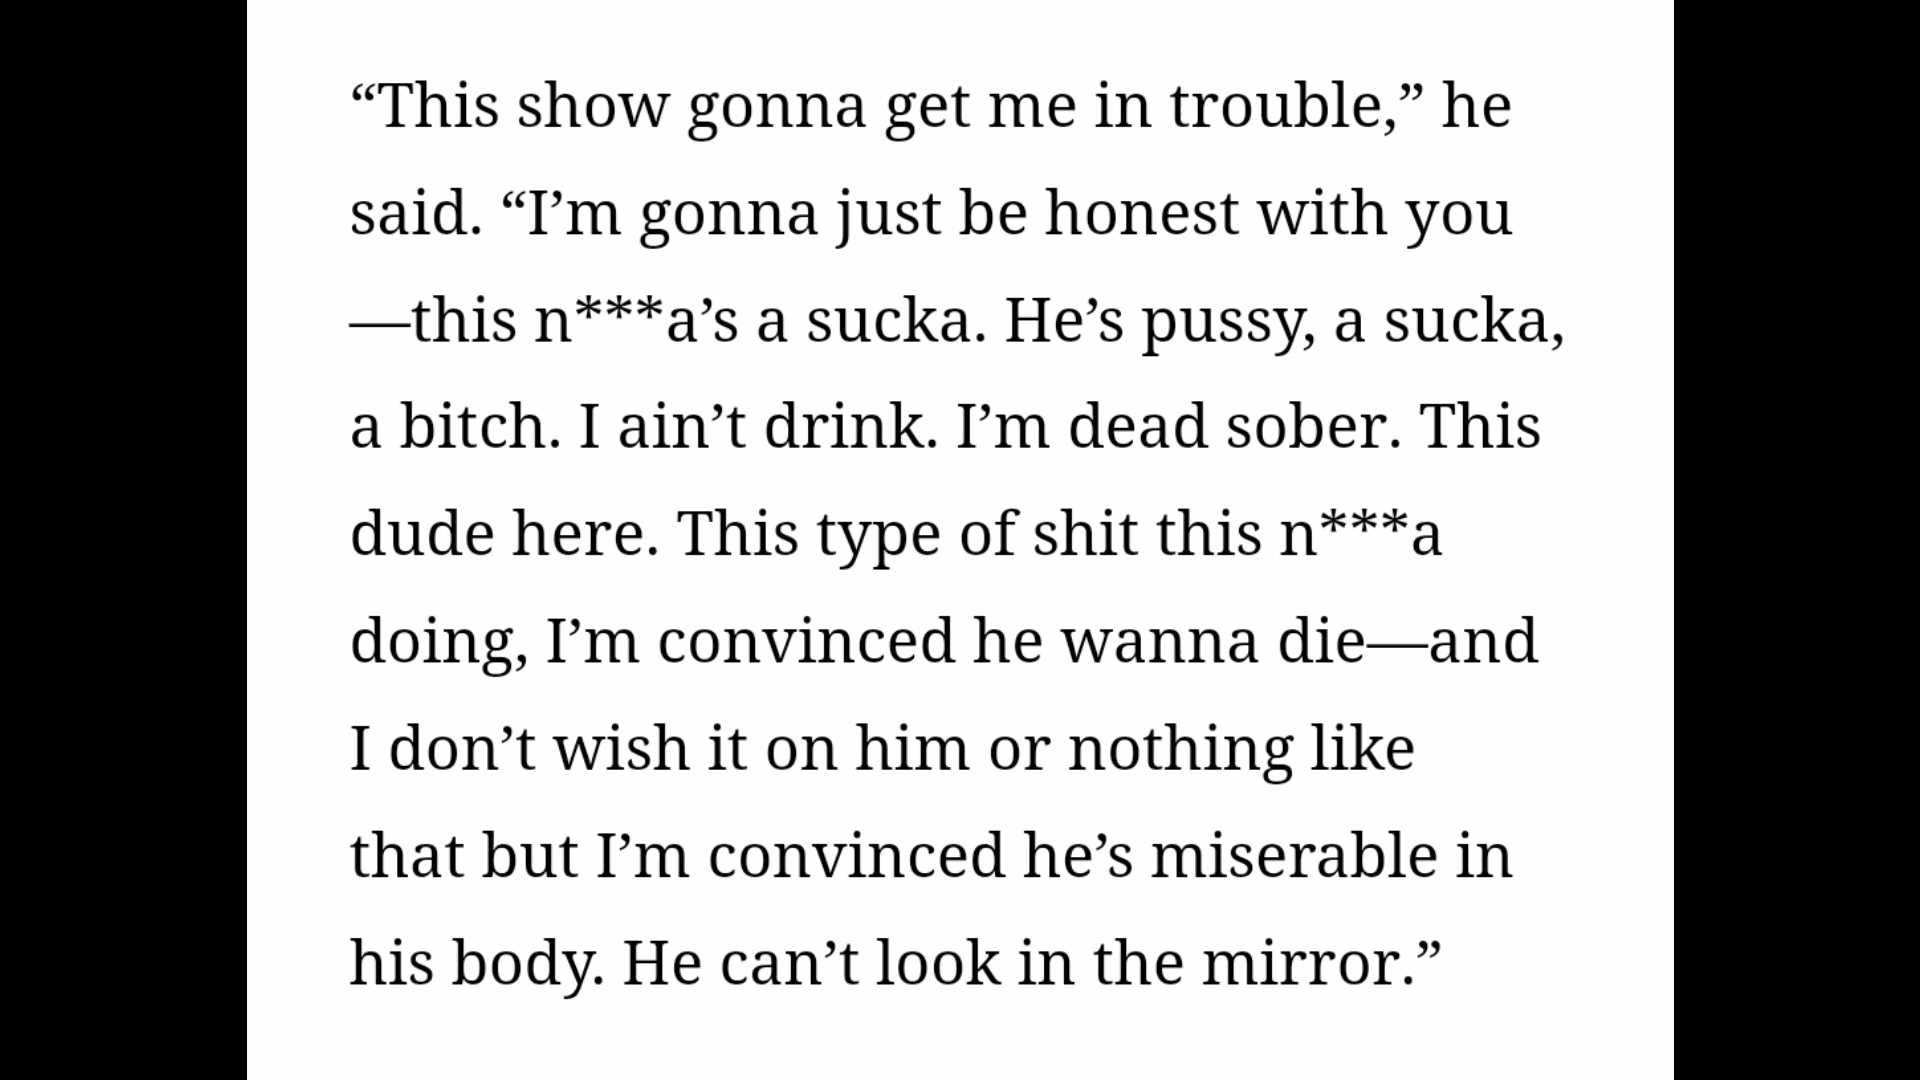 “This show gonna get me in trouble,” he
said. “I’m gonna just be honest with you
—this n***a’s a sucka. He’s pussy, a sucka,
a bitch. I ain’t drink. I’m dead sober. This
dude here. This type of shit this n***a
doing, I’m convinced he wanna die—and
I don’t wish it on him or nothing like
that but I’m convinced he’s miserable in
his body. He can’t look in the mirror.”